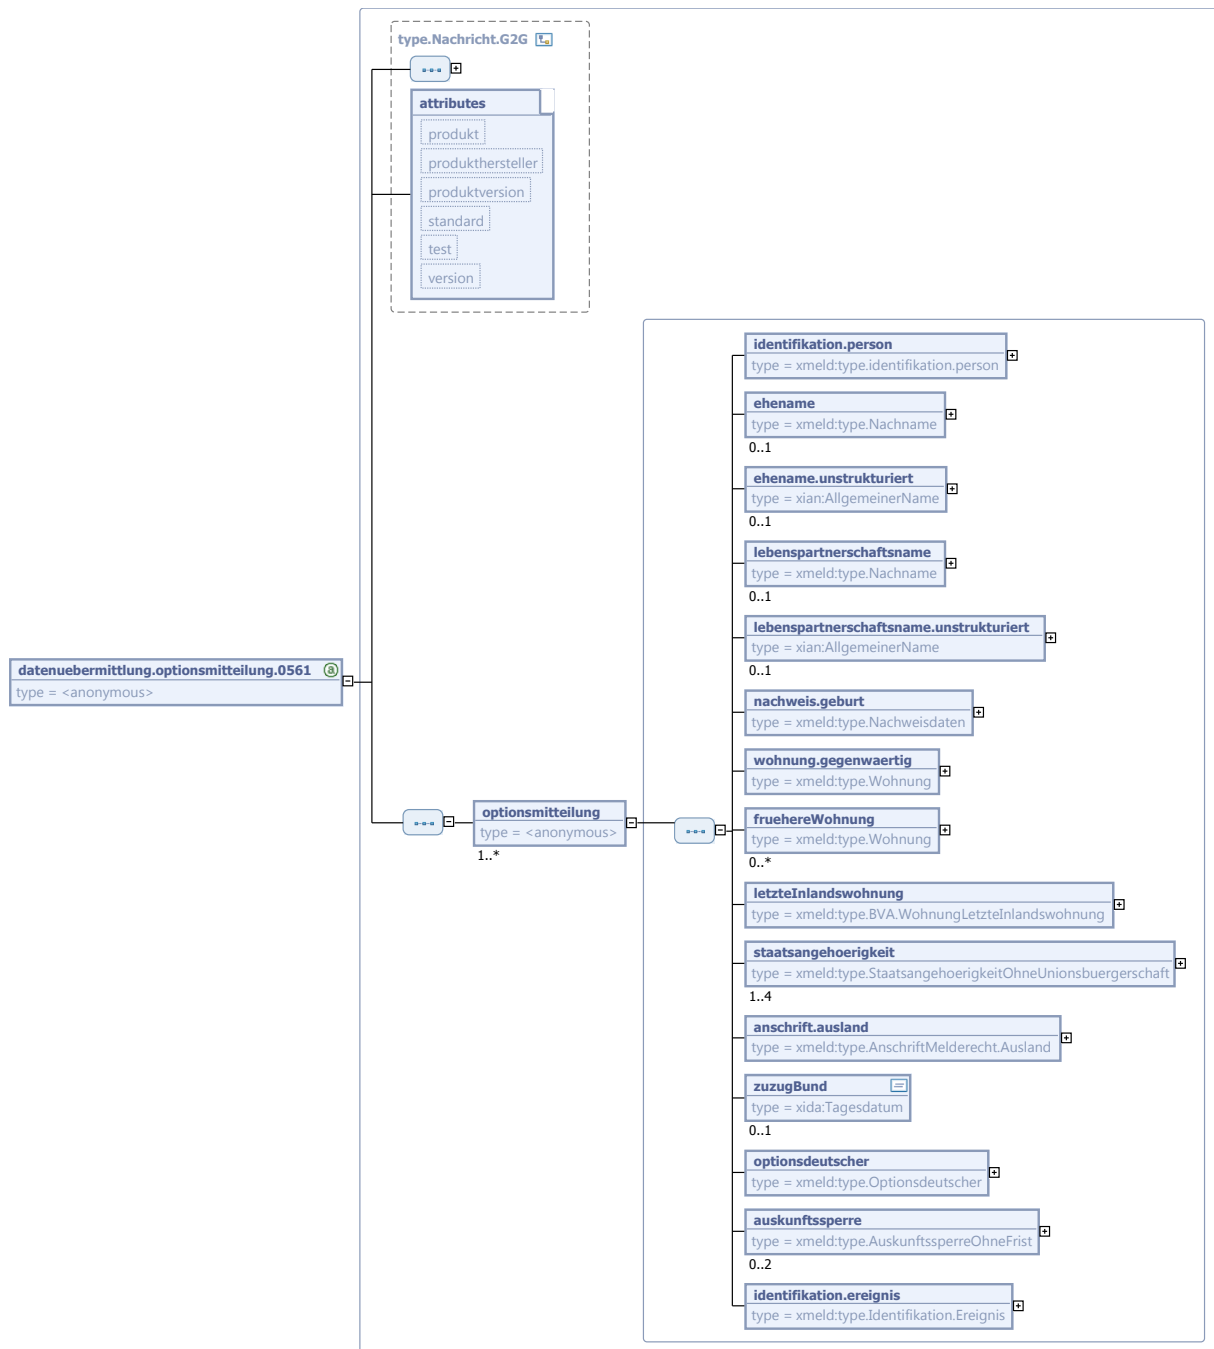 type.Nachricht.G2G
attributes
produkt
produkthersteller
produktversion
standard
test
version
datenuebermittlung.optionsmitteilung.0561
type = <anonymous>
optionsmitteilung
type = <anonymous>
1..*
identifikation.person
type = xmeld:type.identifikation.person
ehename
type = xmeld:type.Nachname
0..1
ehename.unstrukturiert
type = xian:AllgemeinerName
0..1
lebenspartnerschaftsname
type = xmeld:type.Nachname
0..1
lebenspartnerschaftsname.unstrukturiert
type = xian:AllgemeinerName
0..1
nachweis.geburt
type = xmeld:type.Nachweisdaten
wohnung.gegenwaertig
type = xmeld:type.Wohnung
fruehereWohnung
type = xmeld:type.Wohnung
0..*
letzteInlandswohnung
type = xmeld:type.BVA.WohnungLetzteInlandswohnung
staatsangehoerigkeit
type = xmeld:type.StaatsangehoerigkeitOhneUnionsbuergerschaft
1..4
anschrift.ausland
type = xmeld:type.AnschriftMelderecht.Ausland
zuzugBund
type = xida:Tagesdatum
0..1
optionsdeutscher
type = xmeld:type.Optionsdeutscher
auskunftssperre
type = xmeld:type.AuskunftssperreOhneFrist
0..2
identifikation.ereignis
type = xmeld:type.Identifikation.Ereignis